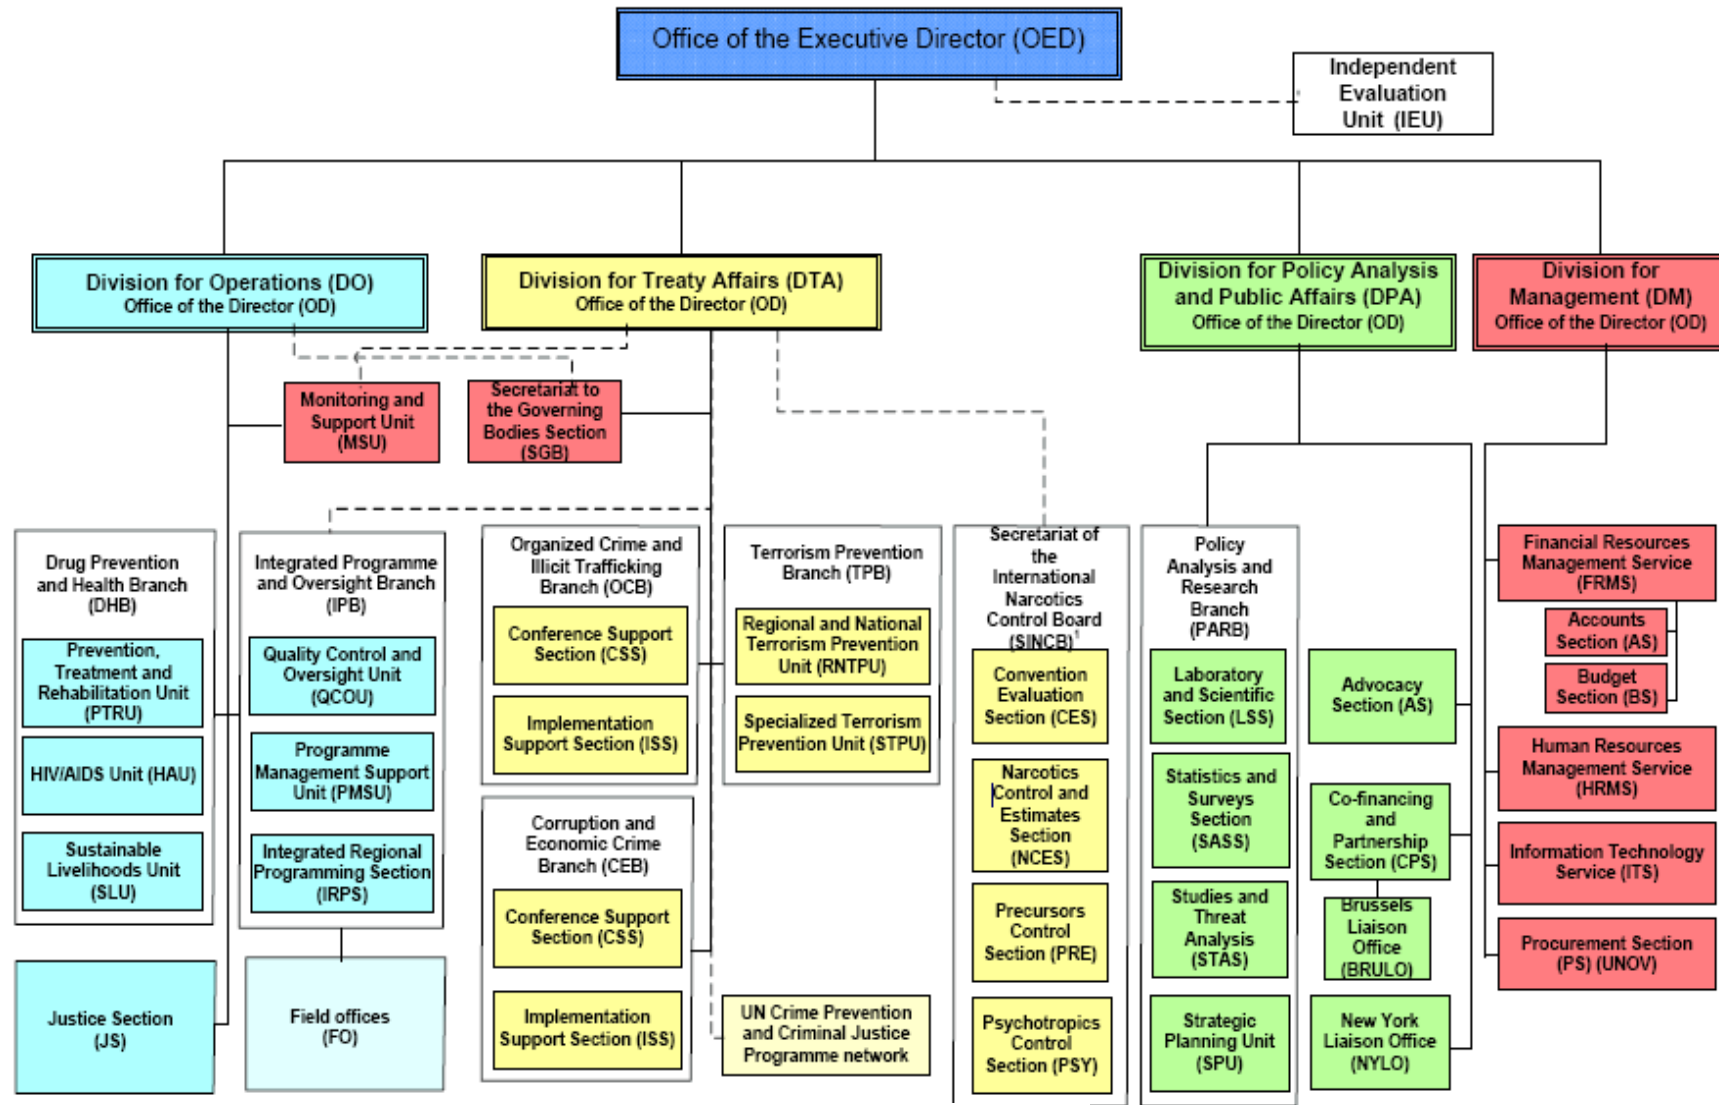 Office of the Executive Director (OED)
Independent
Evaluation
Unit (IEU)
Division for Operations (DO)
Office of the Director (OD)
Division for Treaty Affairs (DTA)
Office of the Director (OD)
Division for Policy Analysis
and Public Affairs (DPA)
Office of the Director (OD)
Division for
Management (DM)
Office of the Director (OD)
Monitoring and
Support Unit
(MSU)
Secretariat to
the Governing
Bodies Section
(SGB)
Drug Prevention
and Health Branch
(DHB)
Prevention,
Treatment and
Rehabilitation Unit
(PTRU)
HIV/AIDS Unit (HAU)
Sustainable
Livelihoods Unit
(SLU)
Justice Section
(JS)
Integrated Programme
and Oversight Branch
(IPB)
Quality Control and
Oversight Unit
(QCOU)
Programme
Management Support
Unit (PMSU)
Integrated Regional
Programming Section
(IRPS)
Field offices
(FO)
Organized Crime and
Illicit Trafficking
Branch (OCB)
Conference Support
Section (CSS)
Implementation
Support Section (ISS)
Corruption and
Economic Crime
Branch (CEB)
Conference Support
Section (CSS)
Implementation
Support Section (ISS)
Terrorism Prevention
Branch (TPB)
Regional and National
Terrorism Prevention
Unit (RNTPU)
Specialized Terrorism
Prevention Unit (STPU)
UN Crime Prevention
and Criminal Justice
Programme network
Secretariat of
the
International
Narcotics
Control Board
(SINCB)¹
Convention
Evaluation
Section (CES)
Narcotics
Control and
Estimates
Section
(NCES)
Precursors
Control
Section (PRE)
Psychotropics
Control
Section (PSY)
Policy
Analysis and
Research
Branch
(PARB)
Laboratory
and Scientific
Section (LSS)
Statistics and
Surveys
Section
(SASS)
Studies and
Threat
Analysis
(STAS)
Strategic
Planning Unit
(SPU)
Advocacy
Section (AS)
Co-financing
and
Partnership
Section (CPS)
Brussels
Liaison
Office
(BRULO)
New York
Liaison Office
(NYLO)
Financial Resources
Management Service
(FRMS)
Accounts
Section (AS)
Budget
Section (BS)
Human Resources
Management Service
(HRMS)
Information Technology
Service (ITS)
Procurement Section
(PS) (UNOV)